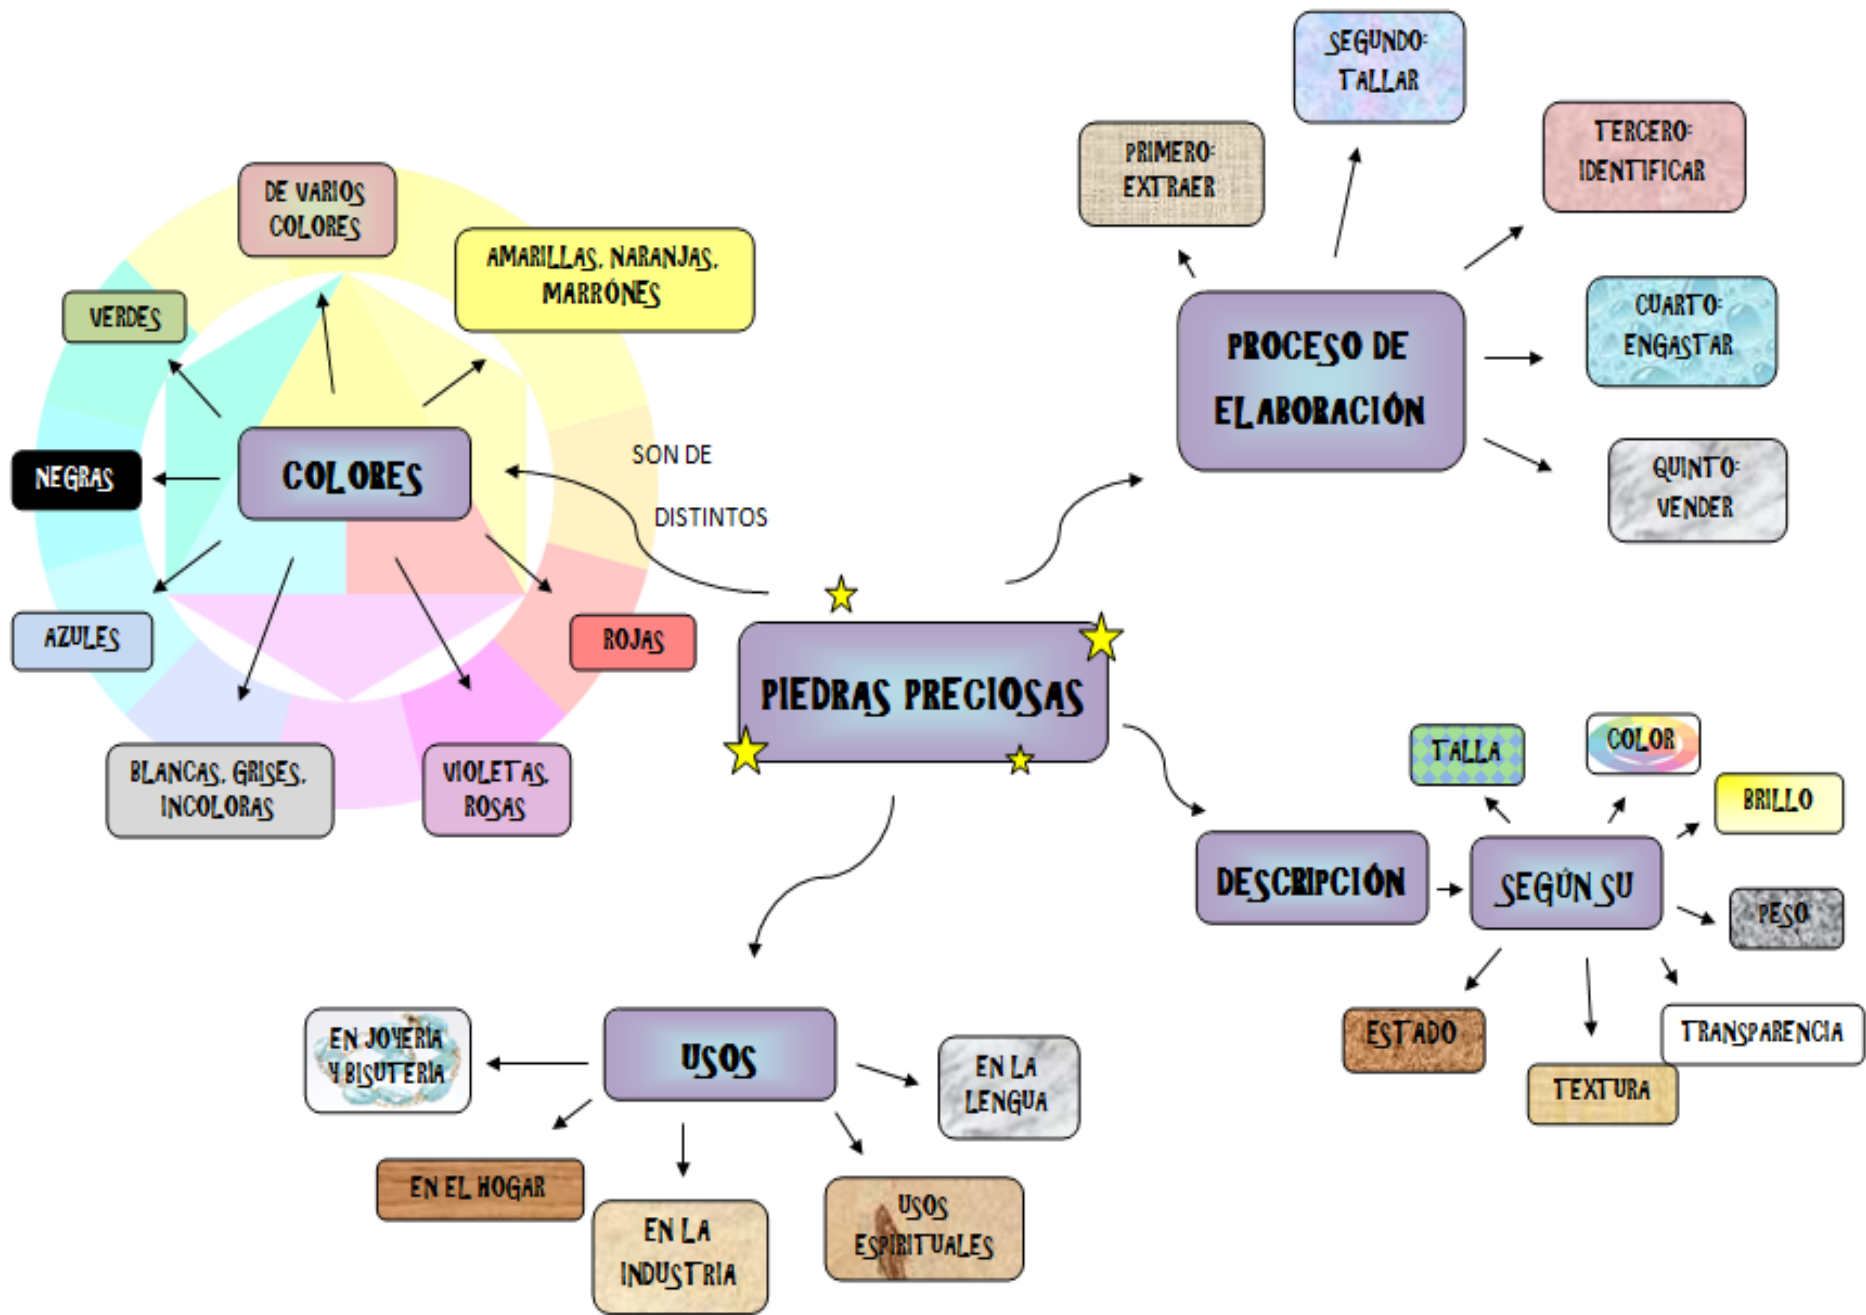 SEGUNDO:
TALLAR
PRIMERO:
EXTRAER
TERCERO:
IDENTIFICAR
DE VARIOS
COLORES
AMARILLAS, NARANJAS,
MARRÓNES
VERDES
CUARTO:
ENGASTAR
PROCESO DE
ELABORACIÓN
NEGRAS
COLORES
SON DE
DISTINTOS
QUINTO:
VENDER
AZULES
ROJAS
PIEDRAS PRECIOSAS
BLANCAS, GRISES,
INCOLORAS
VIOLETAS,
ROSAS
TALLA
COLOR
BRILLO
DESCRIPCIÓN
SEGÚN SU
PESO
ESTADO
TRANSPARENCIA
TEXTURA
EN JOYERÍA
Y BISUTERÍA
USOS
EN LA
LENGUA
EN EL HOGAR
EN LA
INDUSTRIA
USOS
ESPIRITUALES